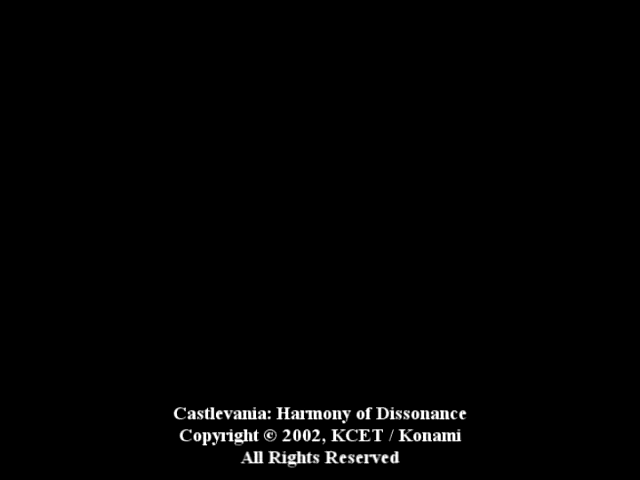 Castlevania: Harmony of Dissonance
Copyright © 2002, KCET / Konami
All Rights Reserved